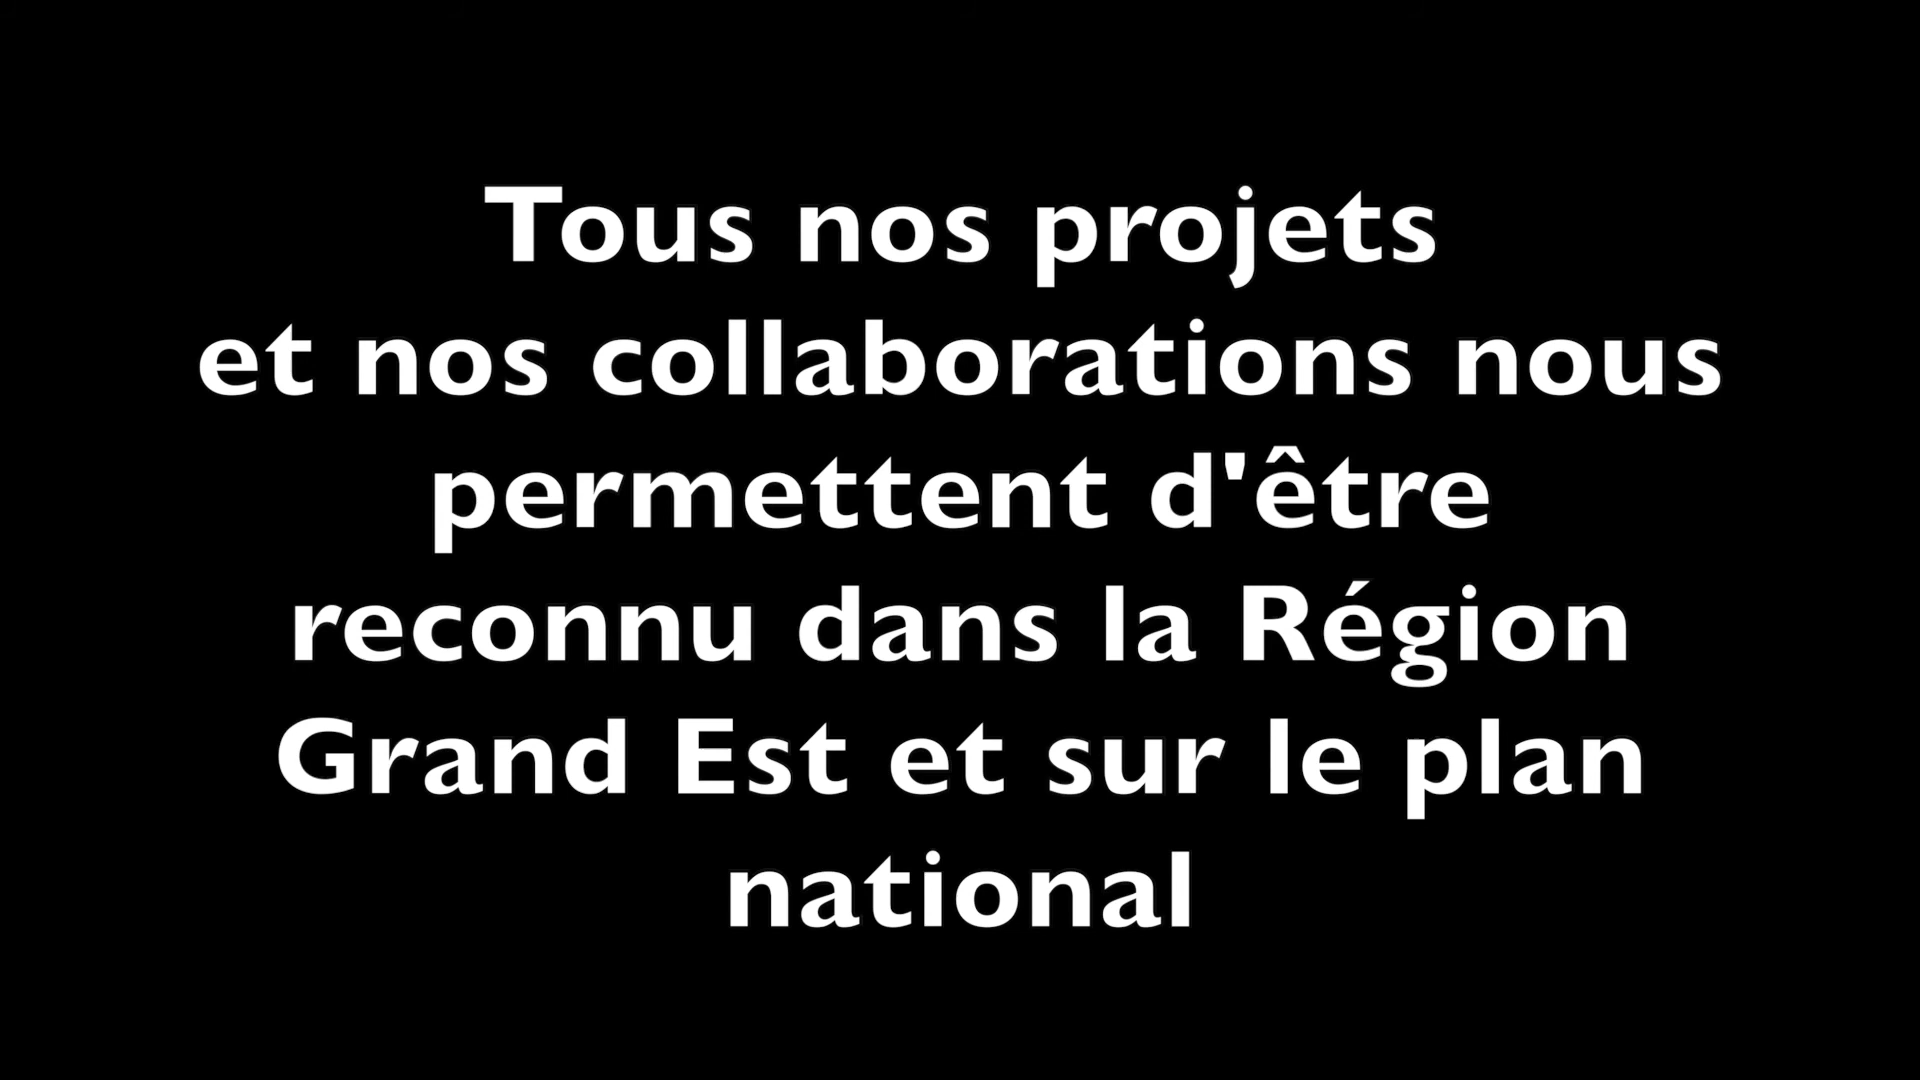 Tous nos projets
et nos collaborations nous
permettent d'être
reconnu dans la Région
Grand Est et sur le plan
national